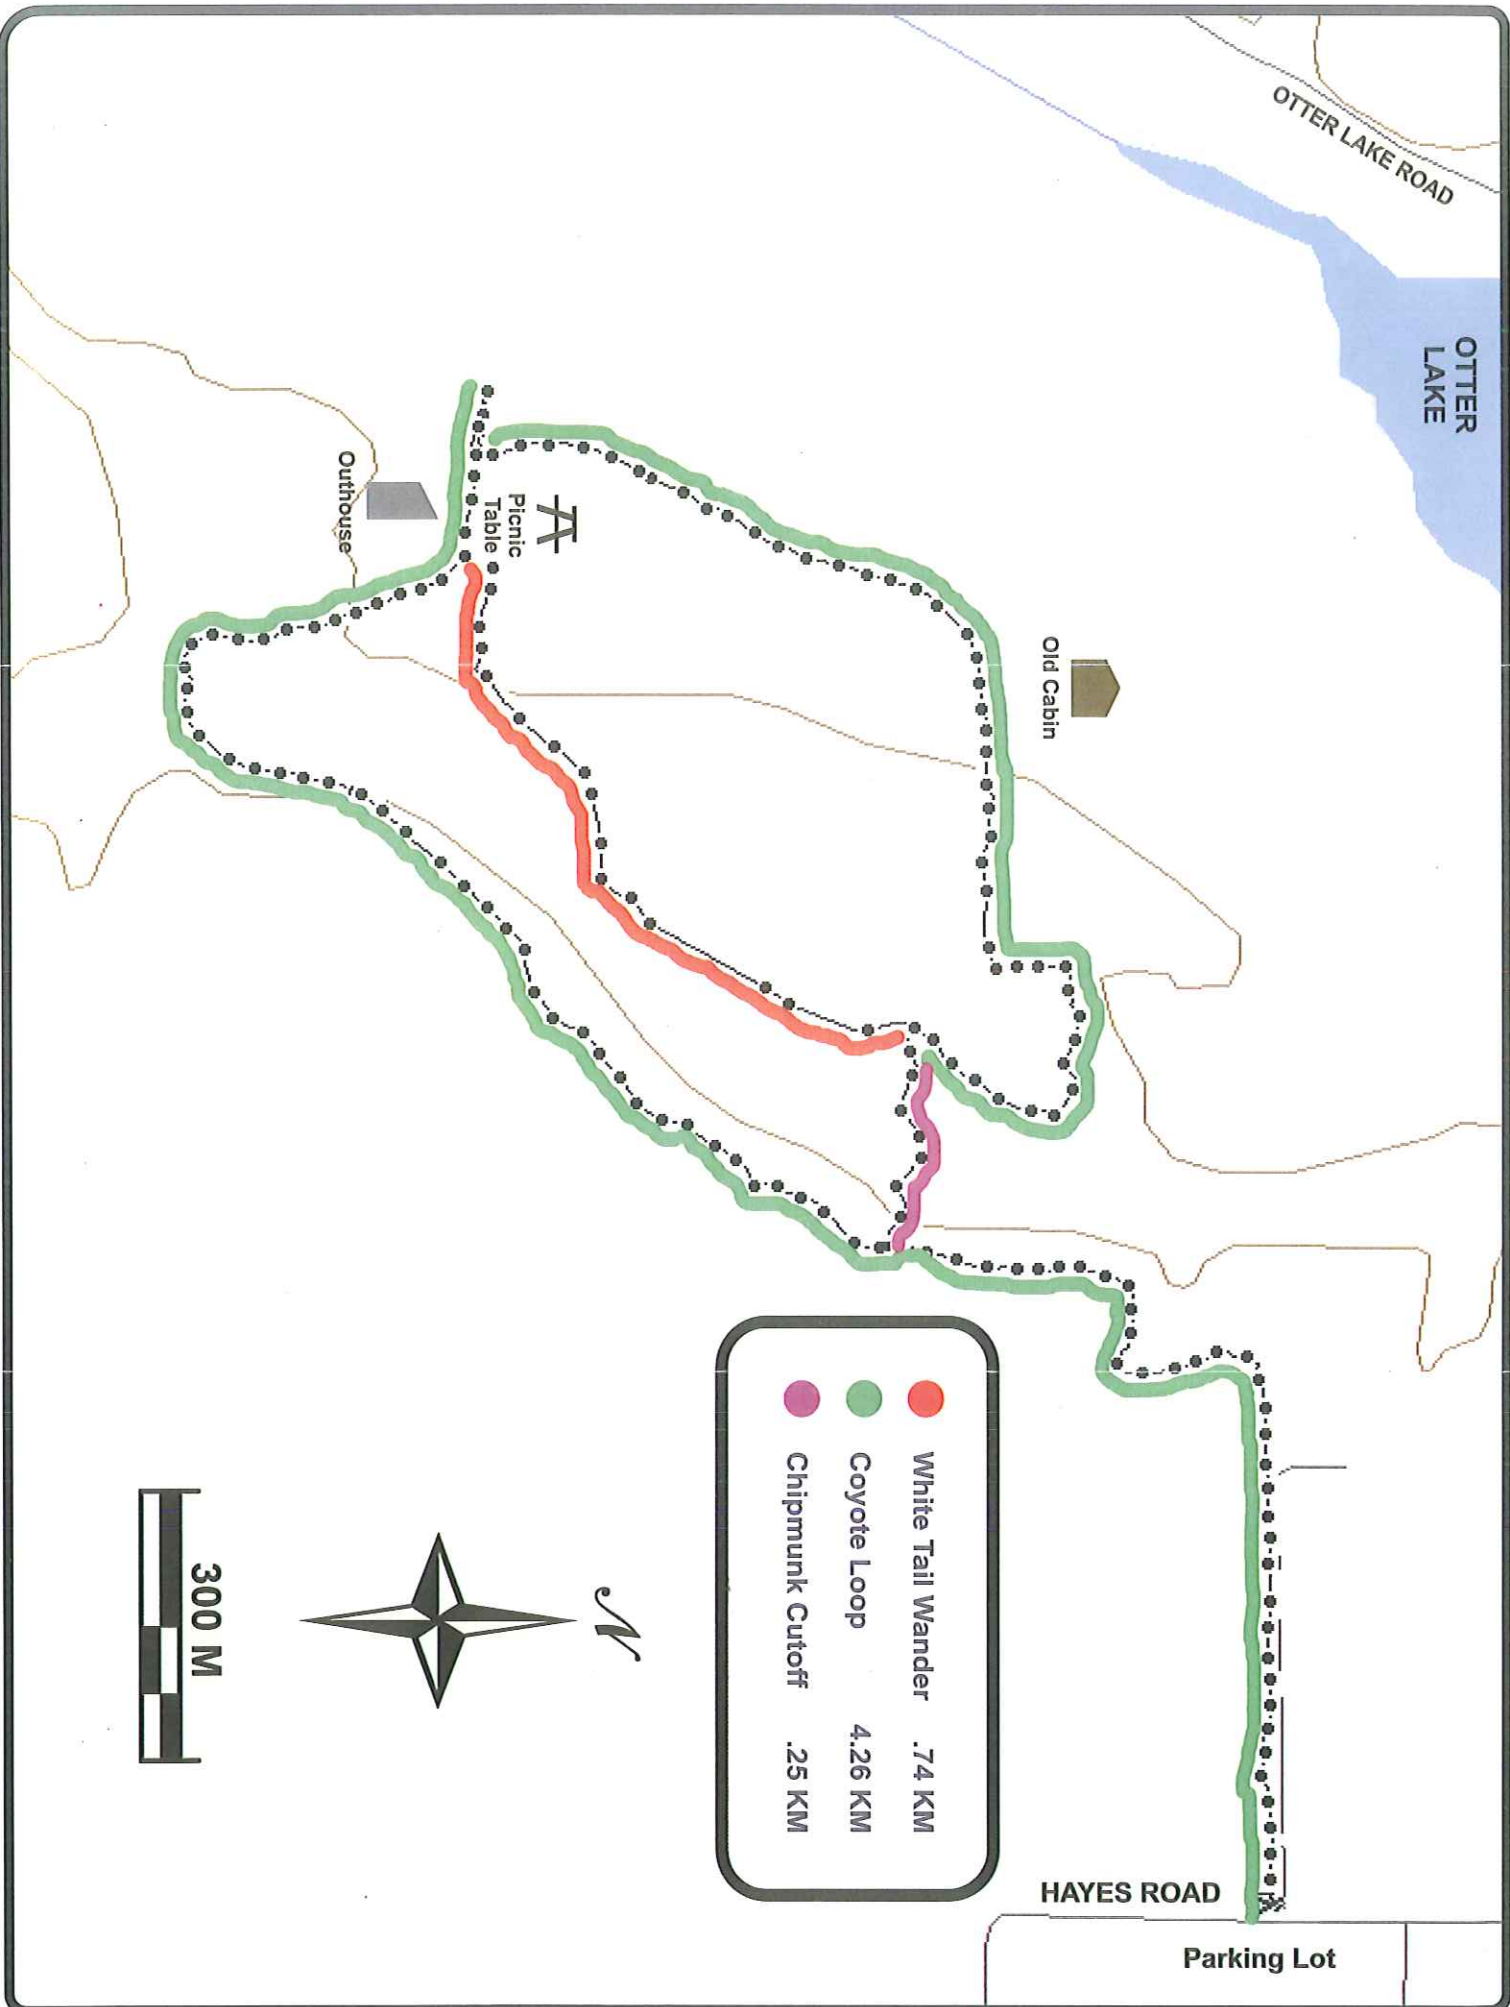 OTTER LAKE ROAD
OTTER
LAKE
Old Cabin
Picnic
Table
Outhouse
White Tail Wander .74 KM
Coyote Loop 4.26 KM
Chipmunk Cutoff .25 KM
N
300 M
HAYES ROAD
Parking Lot